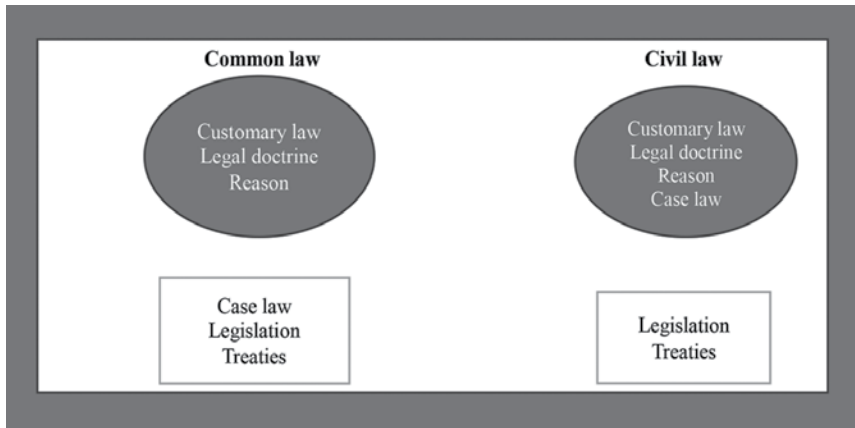 Common law
Customary law
Legal doctrine
Reason
Case law
Legislation
Treaties
Civil law
Customary law
Legal doctrine
Reason
Case law
Legislation
Treaties